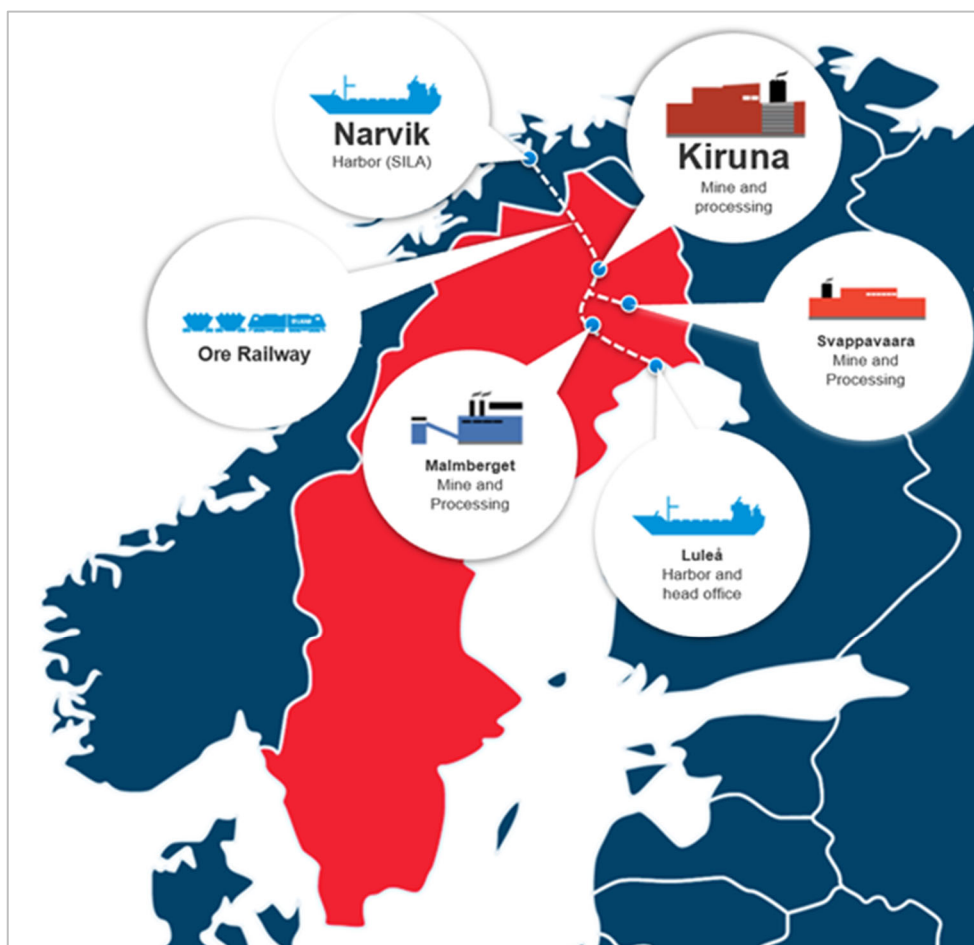 Narvik
Harbor (SILA)
Kiruna
Mine and
processing
Ore Railway
Svappavaara
Mine and
Processing
Malmberget
Mine and
Processing
Luleå
Harbor and
head office